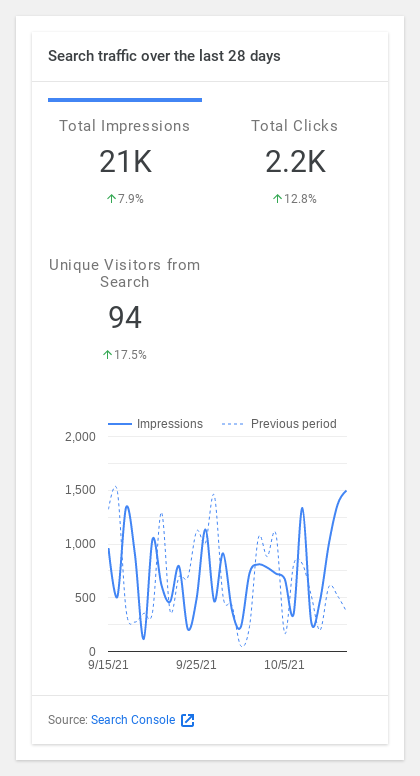 Search traffic over the last 28 days
Total Impressions
21K
↑7.9%
Total Clicks
2.2K
↑12.8%
Unique Visitors from
Search
94
↑17.5%
Impressions Previous period
2,000
1,500
1,000
500
0
9/15/21 9/25/21 10/5/21
Source: Search Console